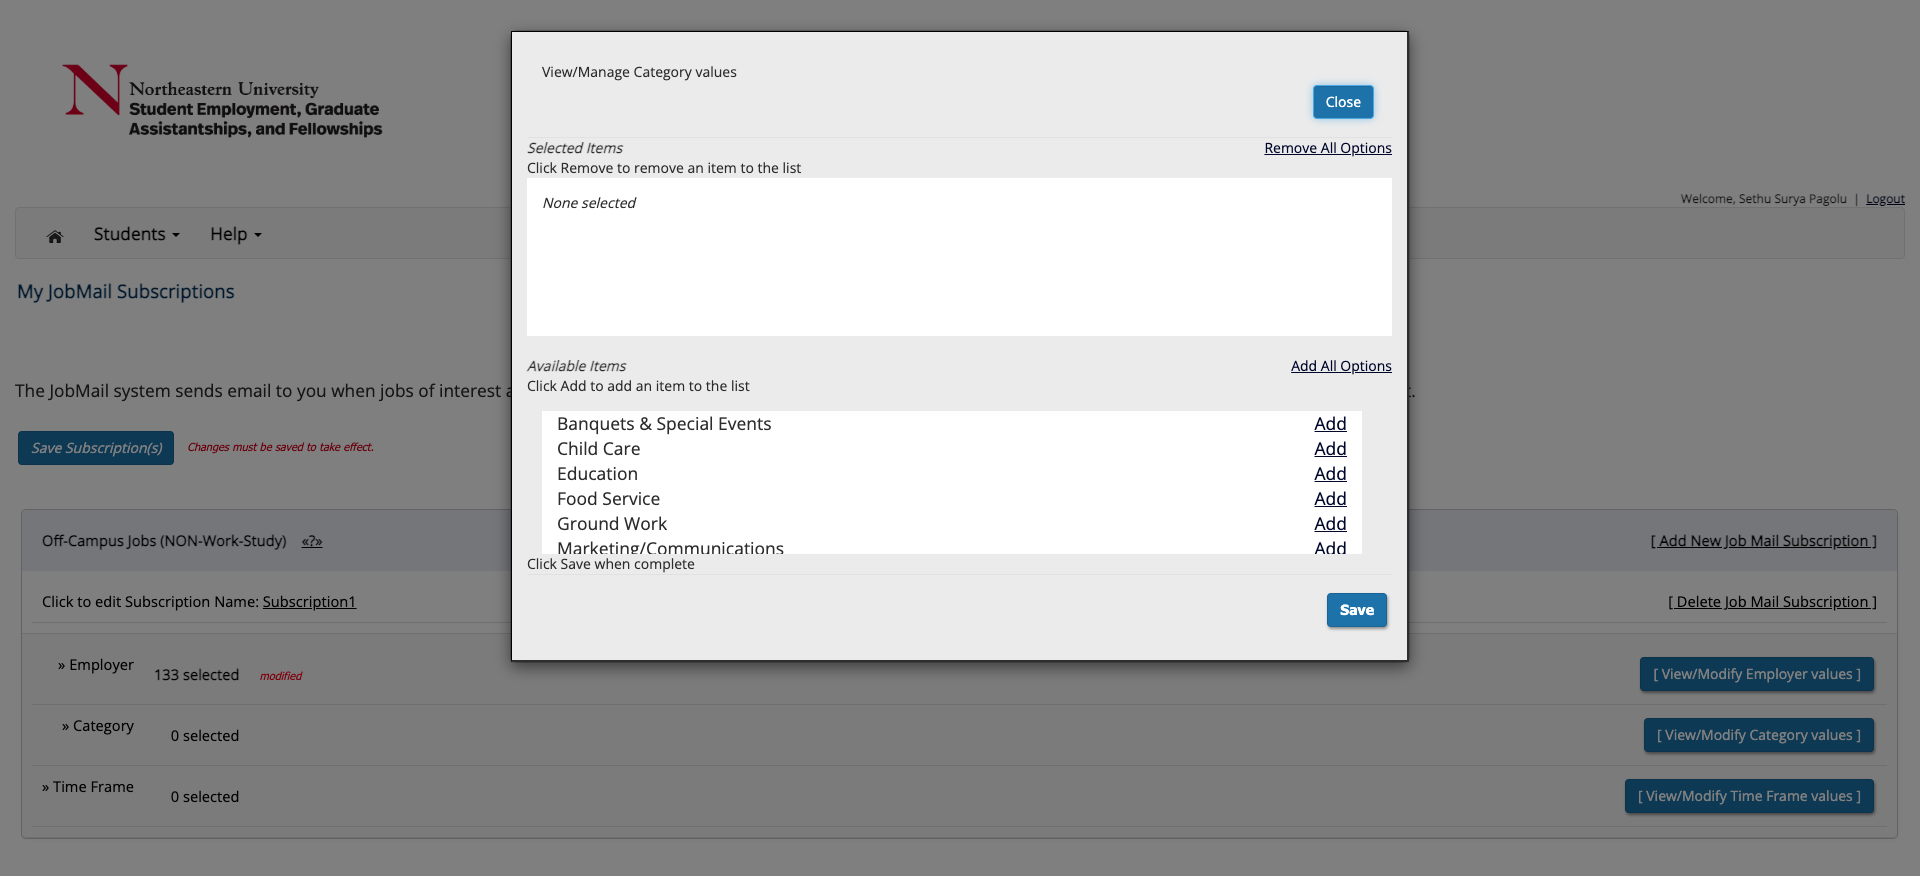 View/Manage Category values
Close
Selected Items
Remove All Options
Click Remove to remove an item to the list
None selected
Available Items
Add All Options
Click Add to add an item to the list
Banquets & Special Events Add
Child Care Add
Education Add
Food Service Add
Ground Work Add
Marketing/Communications Add
Click Save when complete
Save
Northeastern University
Student Employment, Graduate
Assistantships, and Fellowships
Welcome, Sethu Surya Pagolu | Logout
Students Help
My JobMail Subscriptions
The JobMail system sends email to you when jobs of interest
Save Subscription(s) Changes must be saved to take effect.
Off-Campus Jobs (NON-Work-Study) «?» [ Add New Job Mail Subscription ]
Click to edit Subscription Name: Subscription1 [ Delete Job Mail Subscription ]
» Employer 133 selected modified [ View/Modify Employer values ]
» Category 0 selected [ View/Modify Category values ]
» Time Frame 0 selected [ View/Modify Time Frame values ]